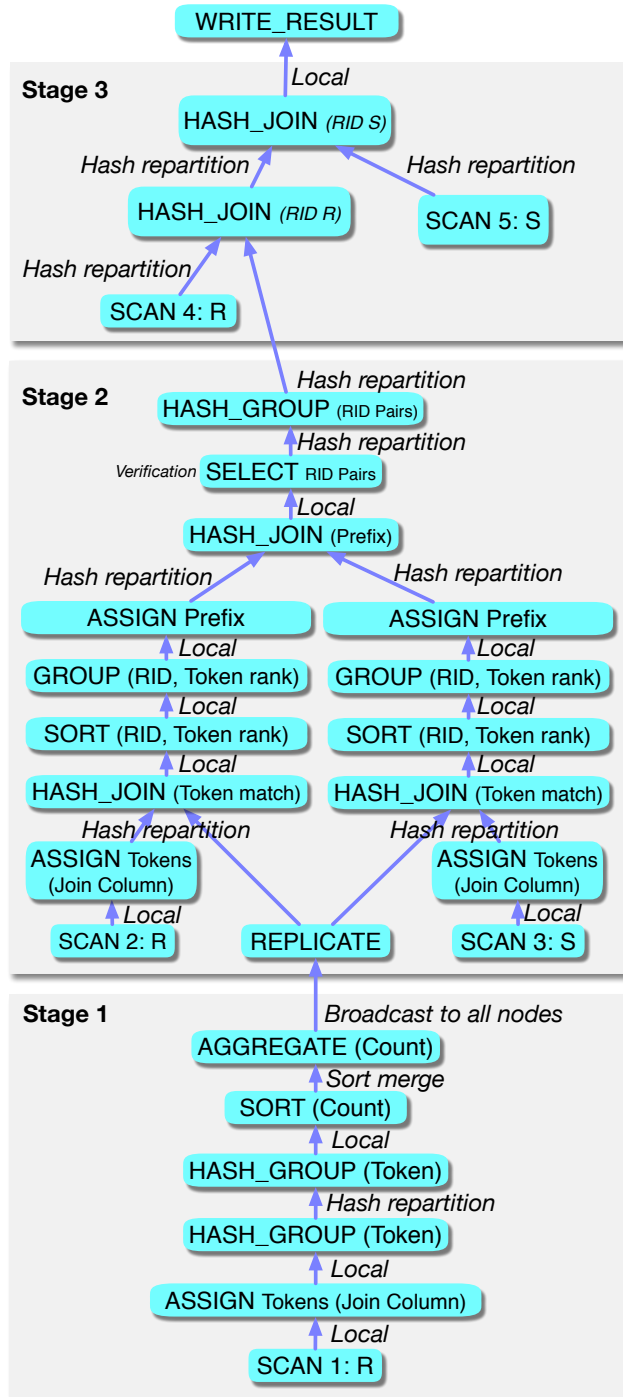 WRITE_RESULT
Local
Stage 3
HASH_JOIN (RID S)
Hash repartition
Hash repartition
HASH_JOIN (RID R)
SCAN 5: S
Hash repartition
SCAN 4: R
Stage 2
Hash repartition
HASH_GROUP (RID Pairs)
Hash repartition
Verification
SELECT RID Pairs
Local
HASH_JOIN (Prefix)
Hash repartition
Hash repartition
ASSIGN Prefix
ASSIGN Prefix
Local
Local
GROUP (RID, Token rank)
GROUP (RID, Token rank)
Local
Local
SORT (RID, Token rank)
SORT (RID, Token rank)
Local
Local
HASH_JOIN (Token match)
HASH_JOIN (Token match)
Hash repartition
Hash repartition
ASSIGN Tokens
(Join Column)
ASSIGN Tokens
(Join Column)
Local
Local
SCAN 2: R
REPLICATE
SCAN 3: S
Stage 1
Broadcast to all nodes
AGGREGATE (Count)
Sort merge
SORT (Count)
Local
HASH_GROUP (Token)
Hash repartition
HASH_GROUP (Token)
Local
ASSIGN Tokens (Join Column)
Local
SCAN 1: R